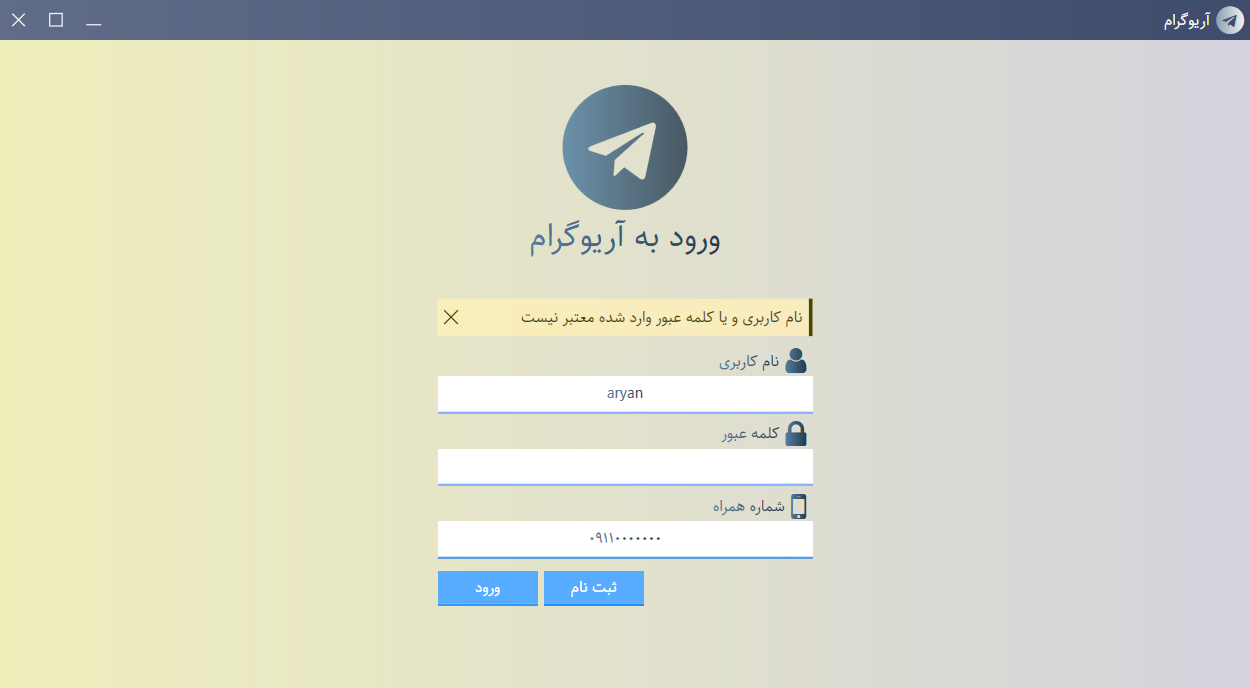 آریوگرام
ورود به آریوگرام
نام کاربری و یا کلمه عبور وارد شده معتبر نیست
نام کاربری
aryan
کلمه عبور
شماره همراه
۰۹۱۱۰۰۰۰۰۰۰
ثبت نام
ورود